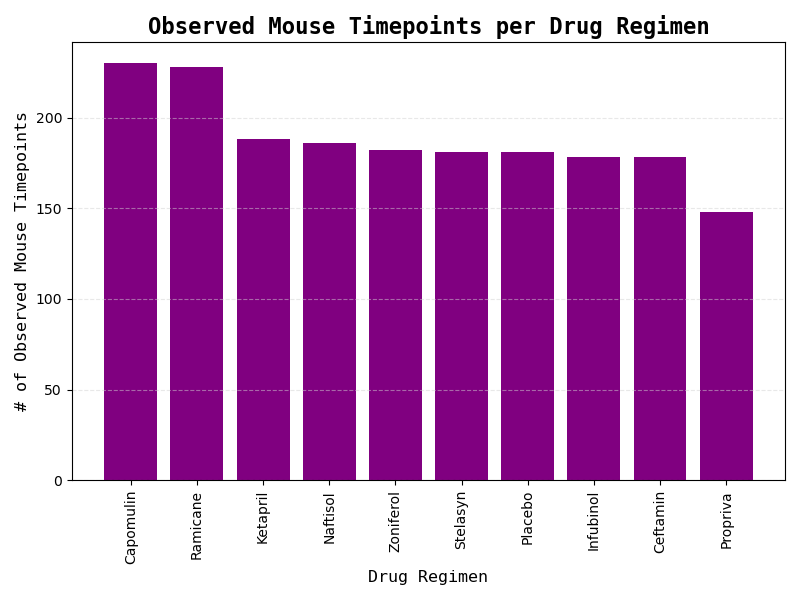 Observed Mouse Timepoints per Drug Regimen
# of Observed Mouse Timepoints
200
150
100
50
0
Capomulin
Ramicane
Ketapril
Naftisol
Zoniferol
Stelasyn
Placebo
Infubinol
Ceftamin
Propriva
Drug Regimen